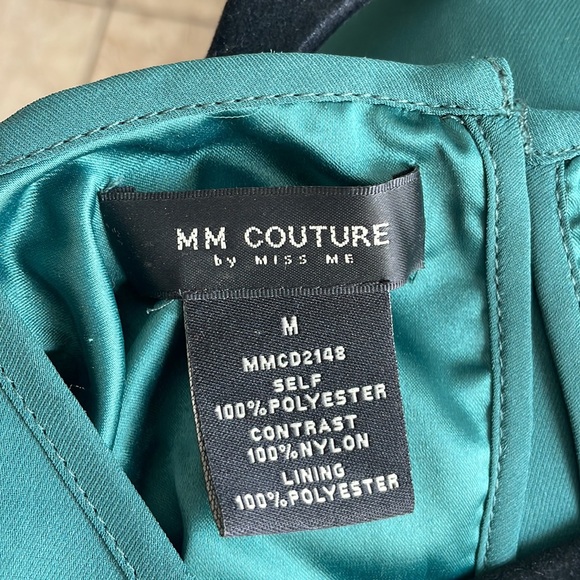 MM COUTURE
by MISS ME
M
MMCD2148
SELF
100% POLYESTER
CONTRAST
100% NYLON
LINING
100% POLYESTER